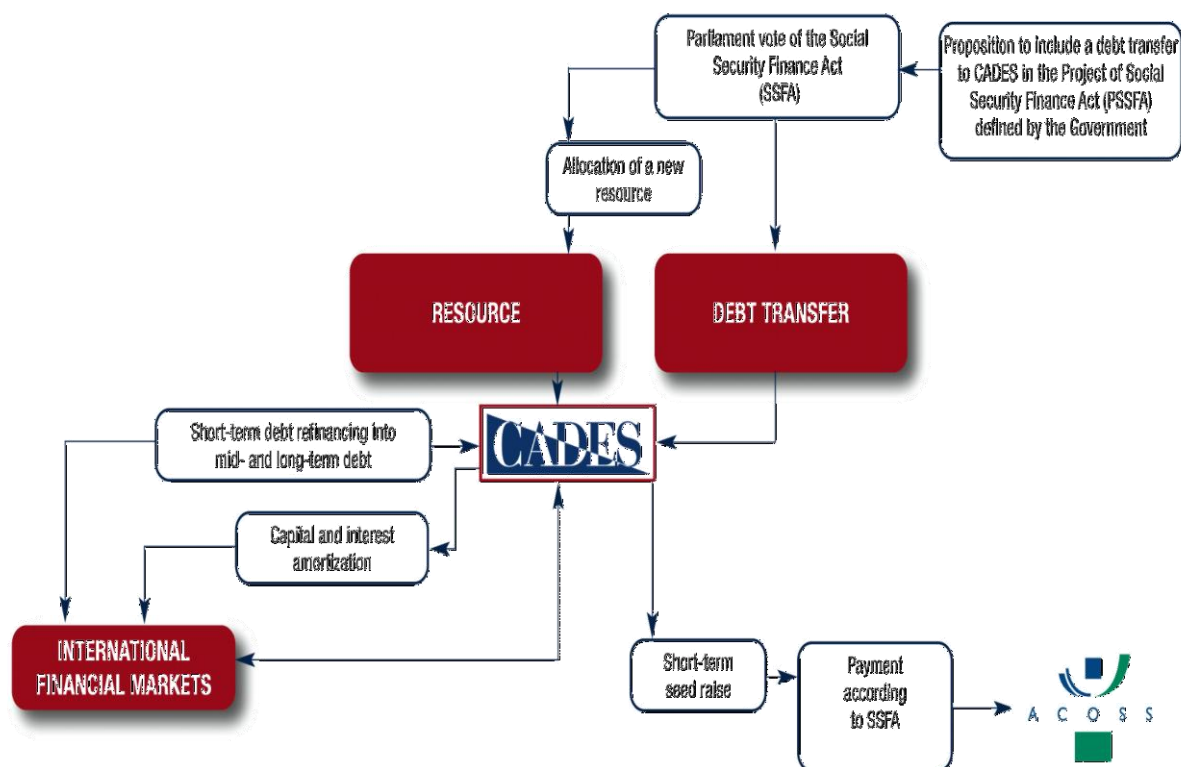 Parliament vote of the Social
Security Finance Act
(SSFA)
Proposition to include a debt transfer
to CADES in the Project of Social
Security Finance Act (PSSFA)
defined by the Government
Allocation of a new
resource
RESOURCE
DEBT TRANSFER
Short-term debt refinancing into
mid- and long-term debt
CADES
Capital and interest
amortization
INTERNATIONAL
FINANCIAL MARKETS
Short-term
seed raise
Payment
according
to SSFA
ACOSS